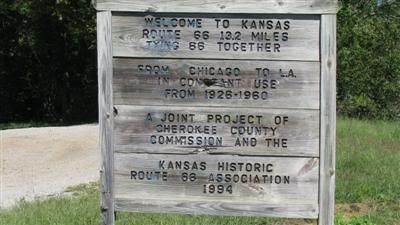 WELCOME TO KANSAS
ROUTE 66 13.2 MILES
TYING 66 TOGETHER
FROM CHICAGO TO L.A.
IN CONSTANT USE
FROM 1926-1960
A JOINT PROJECT OF
CHEROKEE COUNTY
COMMISSION AND THE
KANSAS HISTORIC
ROUTE 66 ASSOCIATION
1994